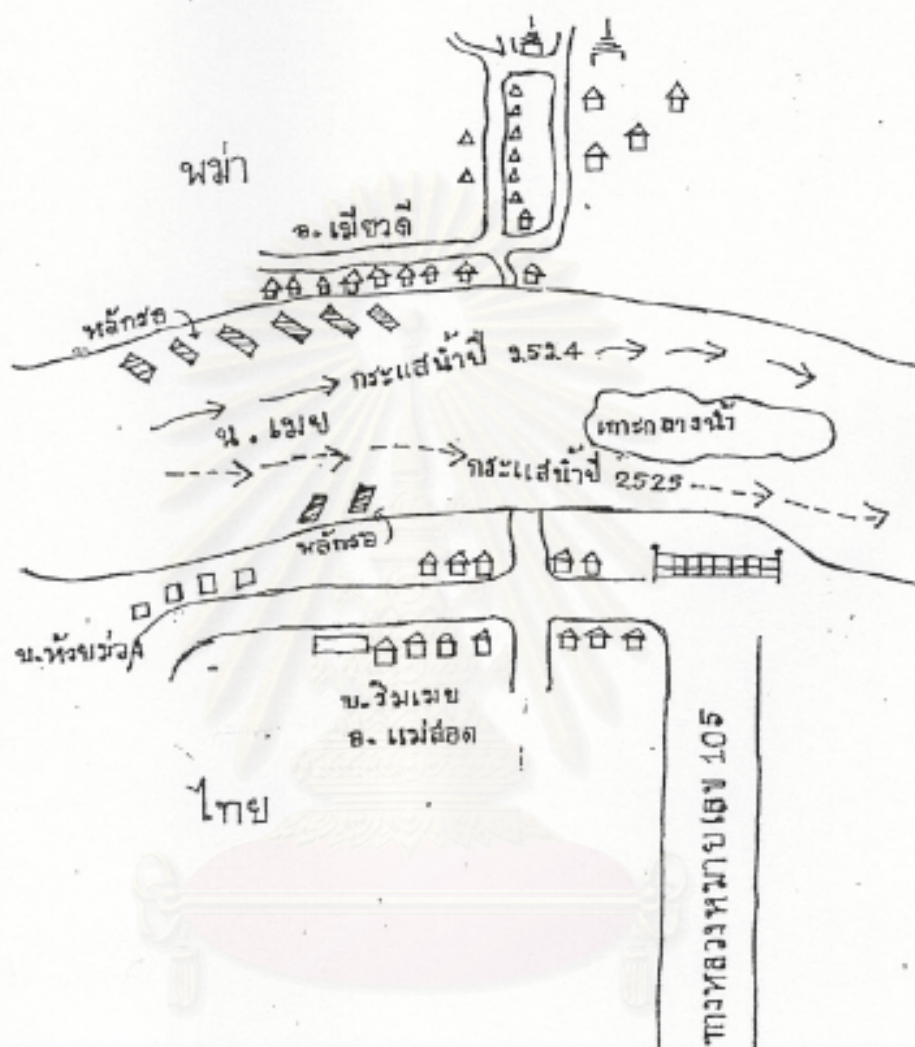 พม่า
อ. เมียวดี
หลักรอ
กระแสน้ำปี 2524
น. เมย
เกาะกลางน้ำ
กระแสน้ำปี 2525
หลักรอ
บ. ห้วยม่วง
บ. ริมเมย
อ. แม่สอด
ไทย
ทางหลวงหมายเลข 105